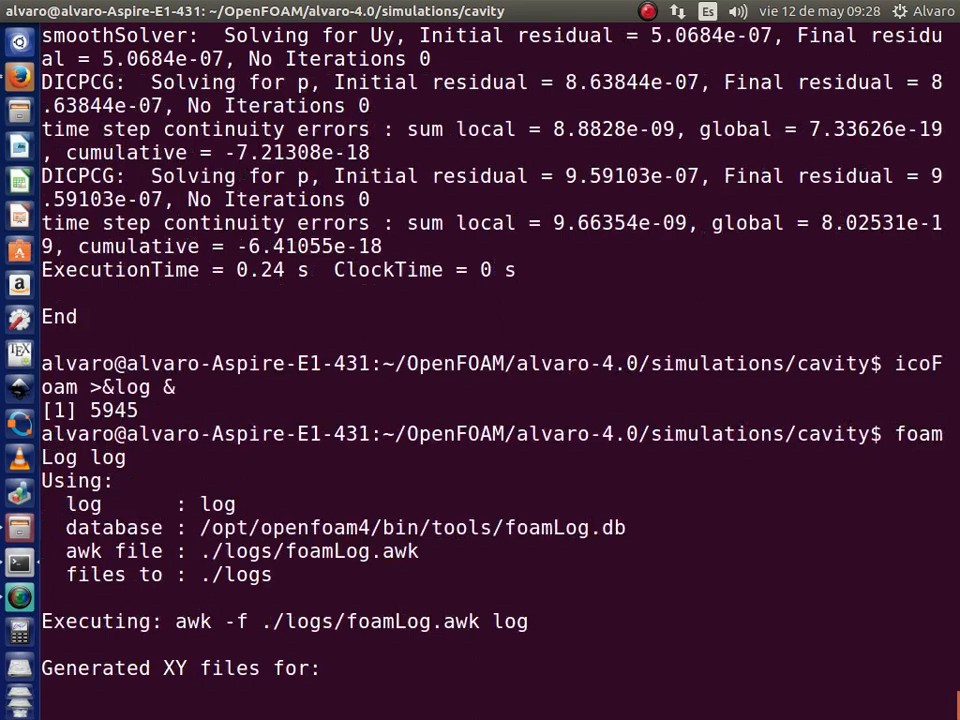 alvaro@alvaro-Aspire-E1-431: ~/OpenFOAM/alvaro-4.0/simulations/cavity
Es
vie 12 de may 09:28
Alvaro
smoothSolver:  Solving for Uy, Initial residual = 5.0684e-07, Final residu
al = 5.0684e-07, No Iterations 0
DICPCG:  Solving for p, Initial residual = 8.63844e-07, Final residual = 8
.63844e-07, No Iterations 0
time step continuity errors : sum local = 8.8828e-09, global = 7.33626e-19
, cumulative = -7.21308e-18
DICPCG:  Solving for p, Initial residual = 9.59103e-07, Final residual = 9
.59103e-07, No Iterations 0
time step continuity errors : sum local = 9.66354e-09, global = 8.02531e-1
9, cumulative = -6.41055e-18
ExecutionTime = 0.24 s  ClockTime = 0 s
End
alvaro@alvaro-Aspire-E1-431:~/OpenFOAM/alvaro-4.0/simulations/cavity$ icoF
oam >&log &
[1] 5945
alvaro@alvaro-Aspire-E1-431:~/OpenFOAM/alvaro-4.0/simulations/cavity$ foam
Log log
Using:
  log      : log
  database : /opt/openfoam4/bin/tools/foamLog.db
  awk file : ./logs/foamLog.awk
  files to : ./logs
Executing: awk -f ./logs/foamLog.awk log
Generated XY files for: